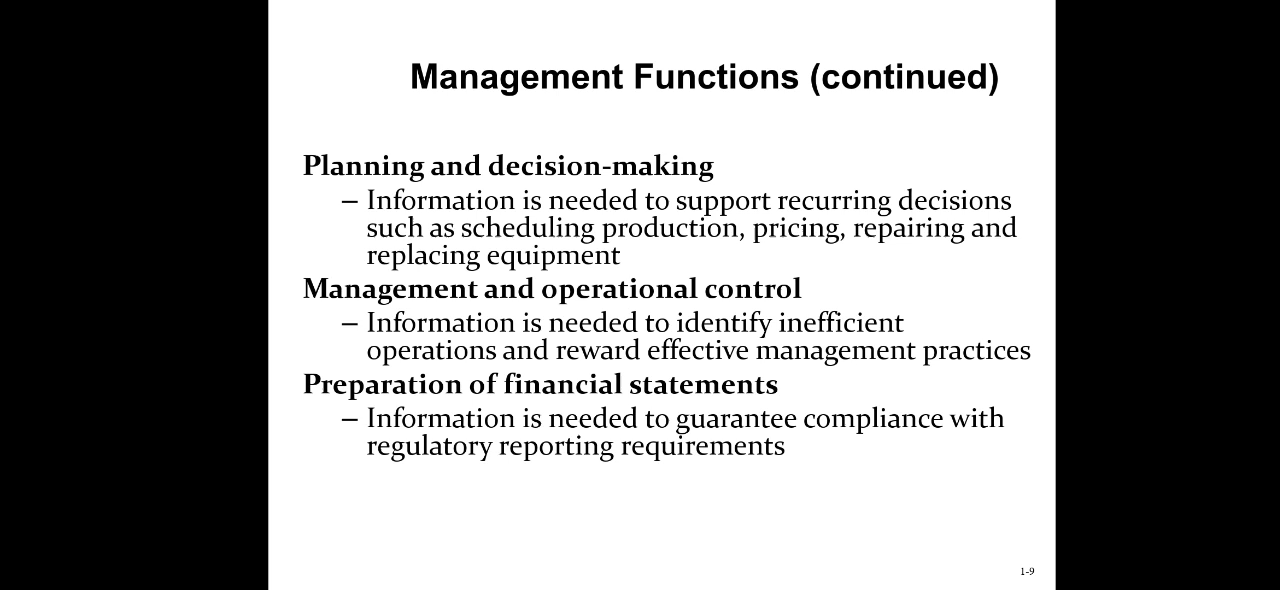 Management Functions (continued)
Planning and decision-making
– Information is needed to support recurring decisions
such as scheduling production, pricing, repairing and
replacing equipment
Management and operational control
– Information is needed to identify inefficient
operations and reward effective management practices
Preparation of financial statements
– Information is needed to guarantee compliance with
regulatory reporting requirements
1-9